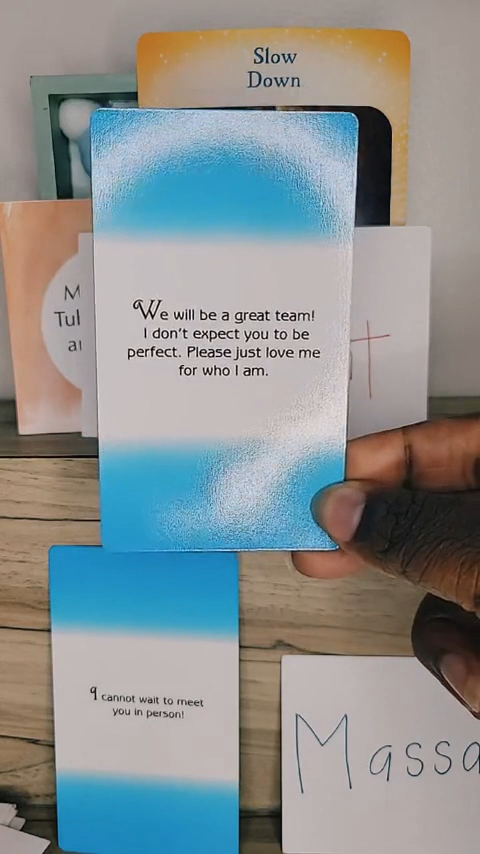 Slow
Down
We will be a great team!
I don't expect you to be
perfect. Please just love me
for who I am.
I cannot wait to meet
you in person!